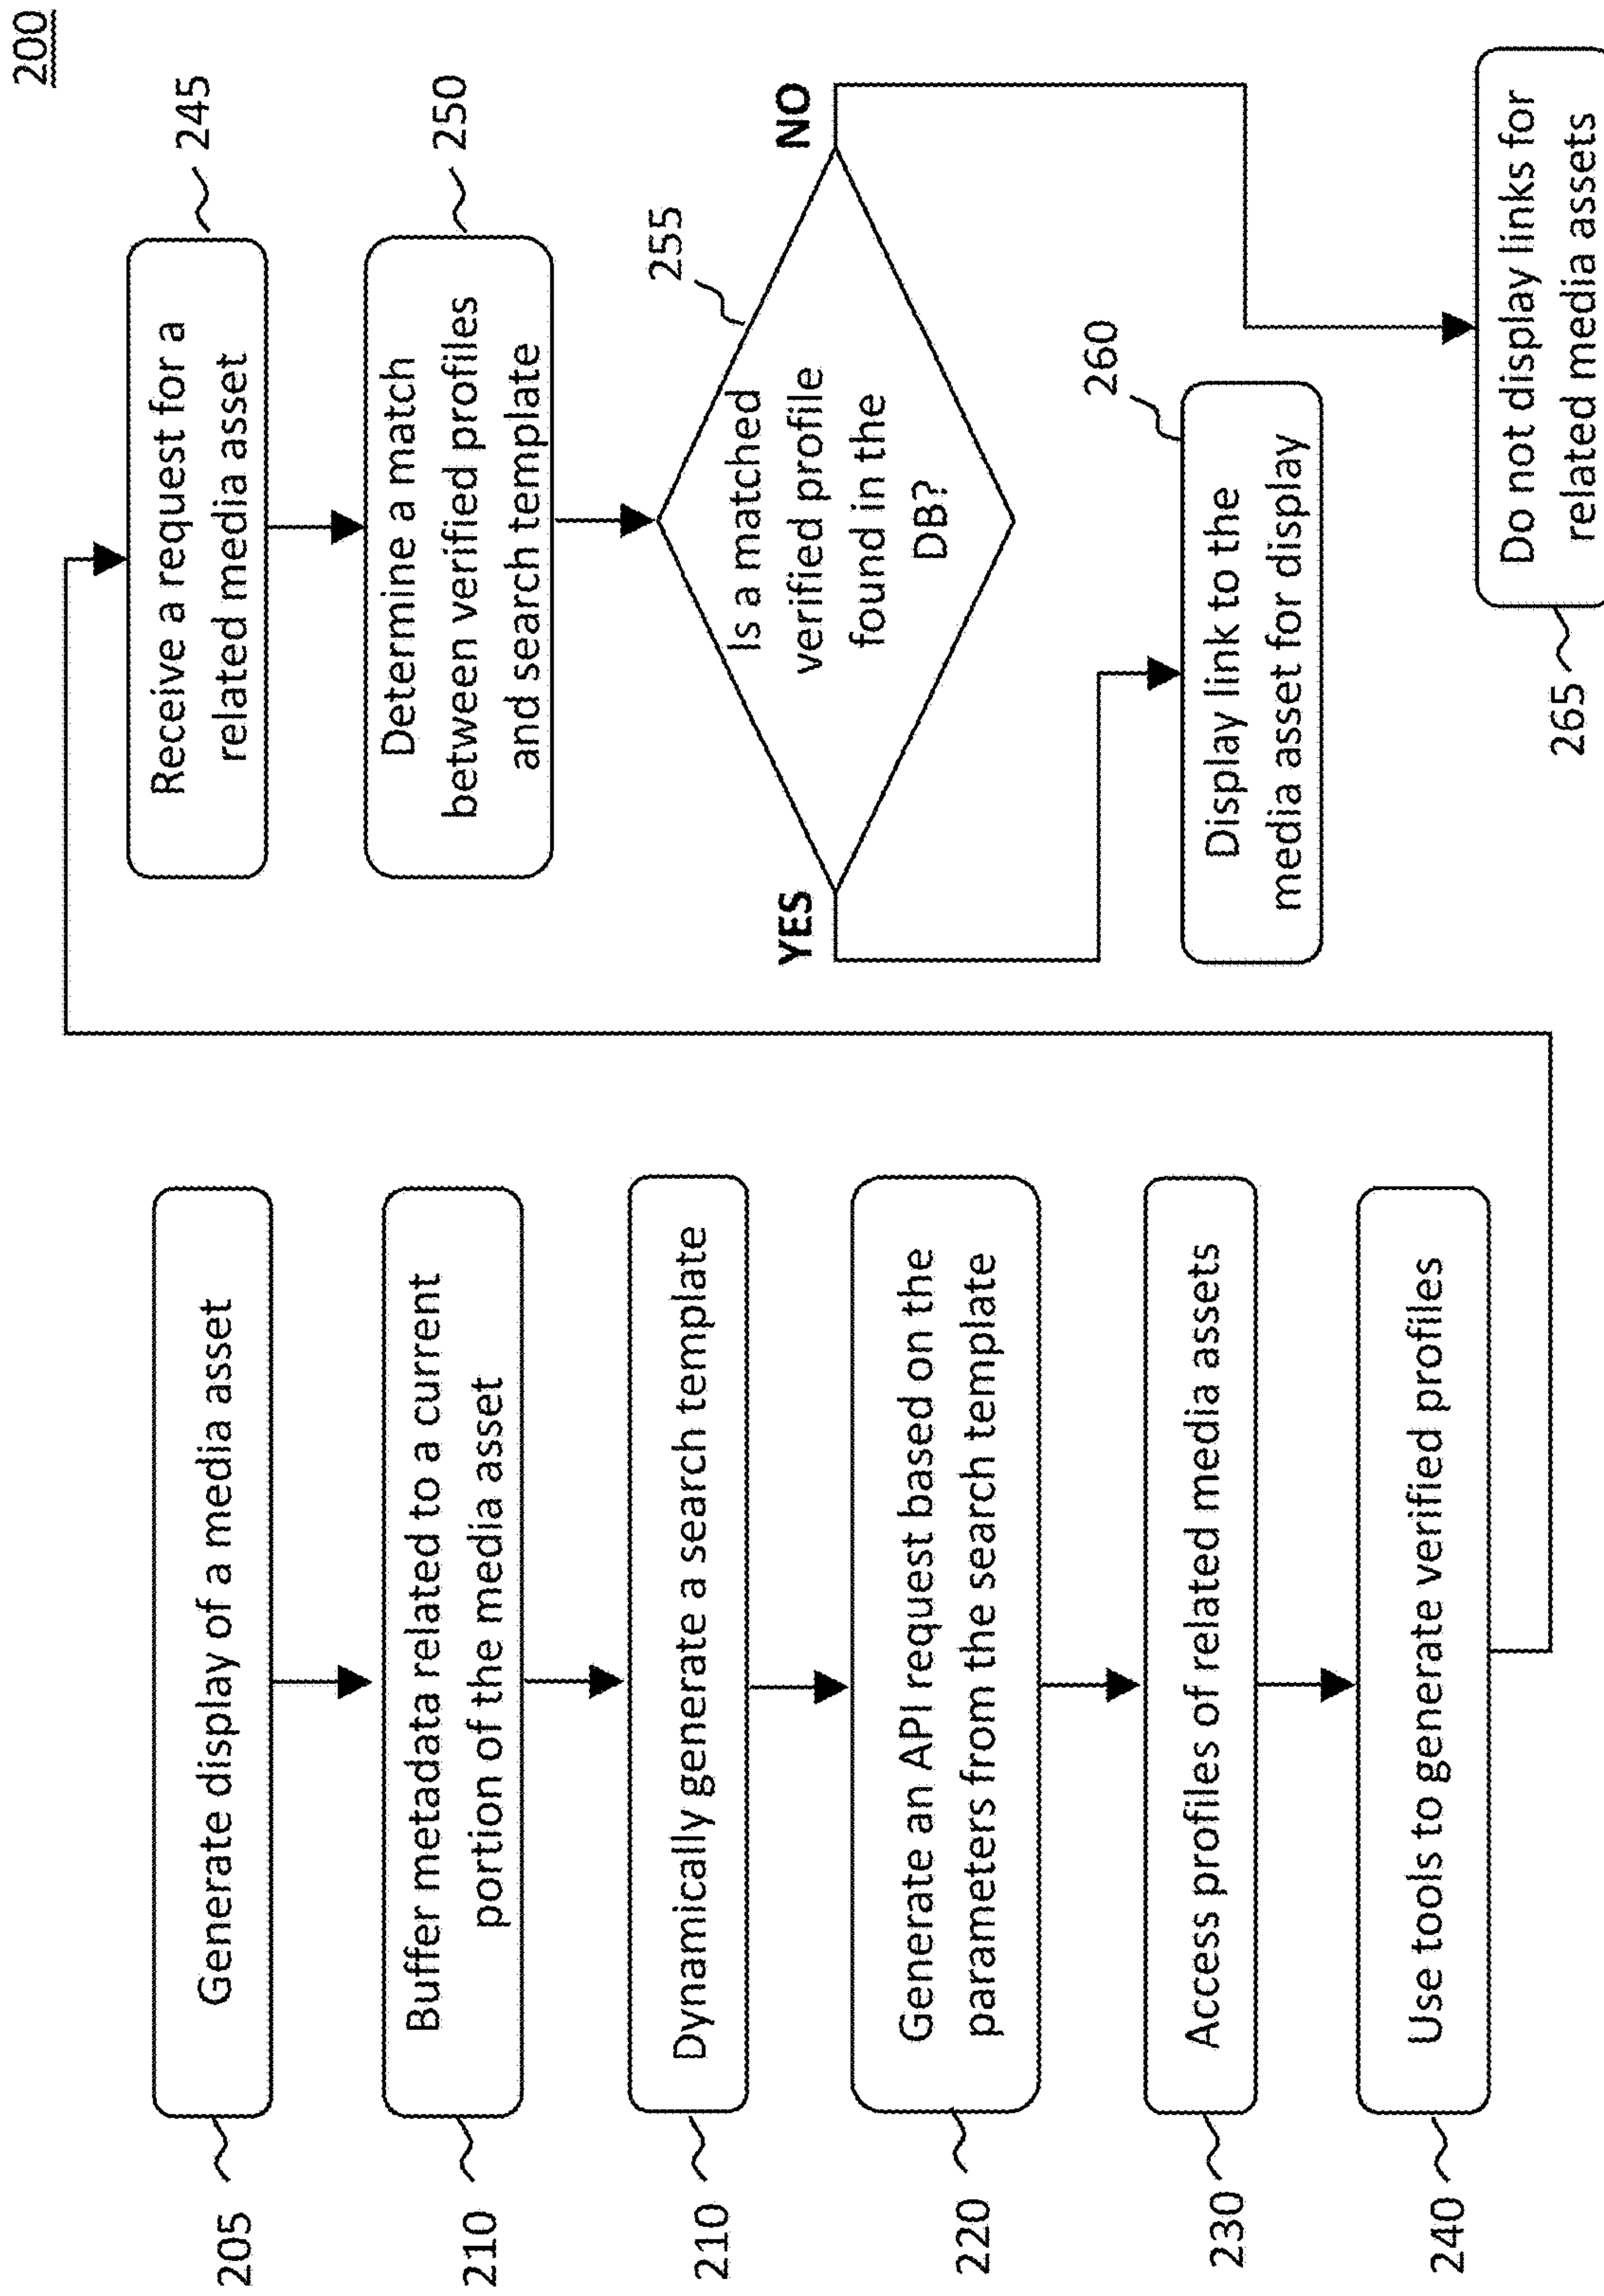 200
205
Generate display of a media asset
210
Buffer metadata related to a current
portion of the media asset
210
Dynamically generate a search template
220
Generate an API request based on the
parameters from the search template
230
Access profiles of related media assets
240
Use tools to generate verified profiles
Receive a request for a
related media asset
245
Determine a match
between verified profiles
and search template
250
255
Is a matched
verified profile
found in the
DB?
YES
NO
260
Display link to the
media asset for display
265
Do not display links for
related media assets